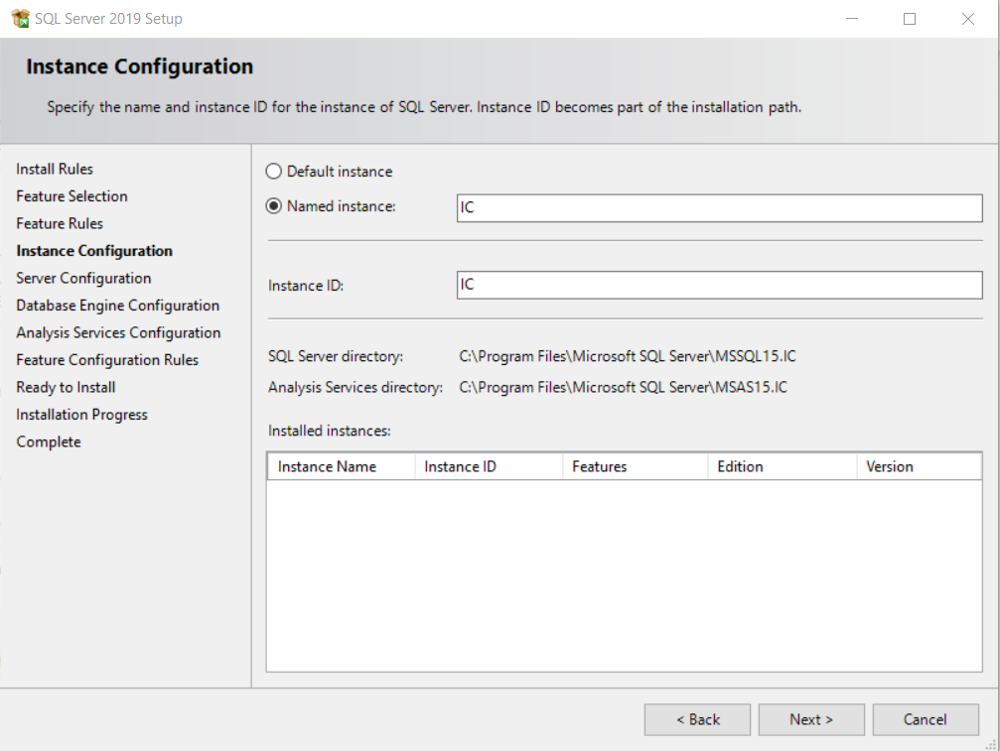 SQL Server 2019 Setup
Instance Configuration
Specify the name and instance ID for the instance of SQL Server. Instance ID becomes part of the installation path.
Install Rules
Feature Selection
Feature Rules
Instance Configuration
Server Configuration
Database Engine Configuration
Analysis Services Configuration
Feature Configuration Rules
Ready to Install
Installation Progress
Complete
Default instance
Named instance: IC
Instance ID: IC
SQL Server directory: C:\Program Files\Microsoft SQL Server\MSSQL15.IC
Analysis Services directory: C:\Program Files\Microsoft SQL Server\MSAS15.IC
Installed instances:
Instance Name Instance ID Features Edition Version
< Back Next > Cancel